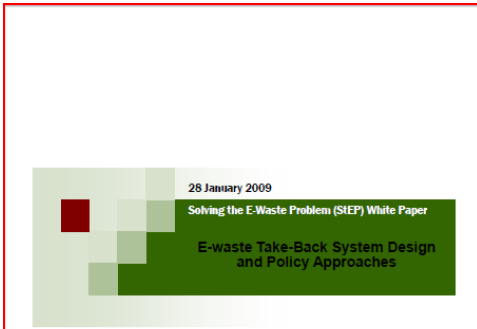 28 January 2009
Solving the E-Waste Problem (StEP) White Paper
E-waste Take-Back System Design
and Policy Approaches